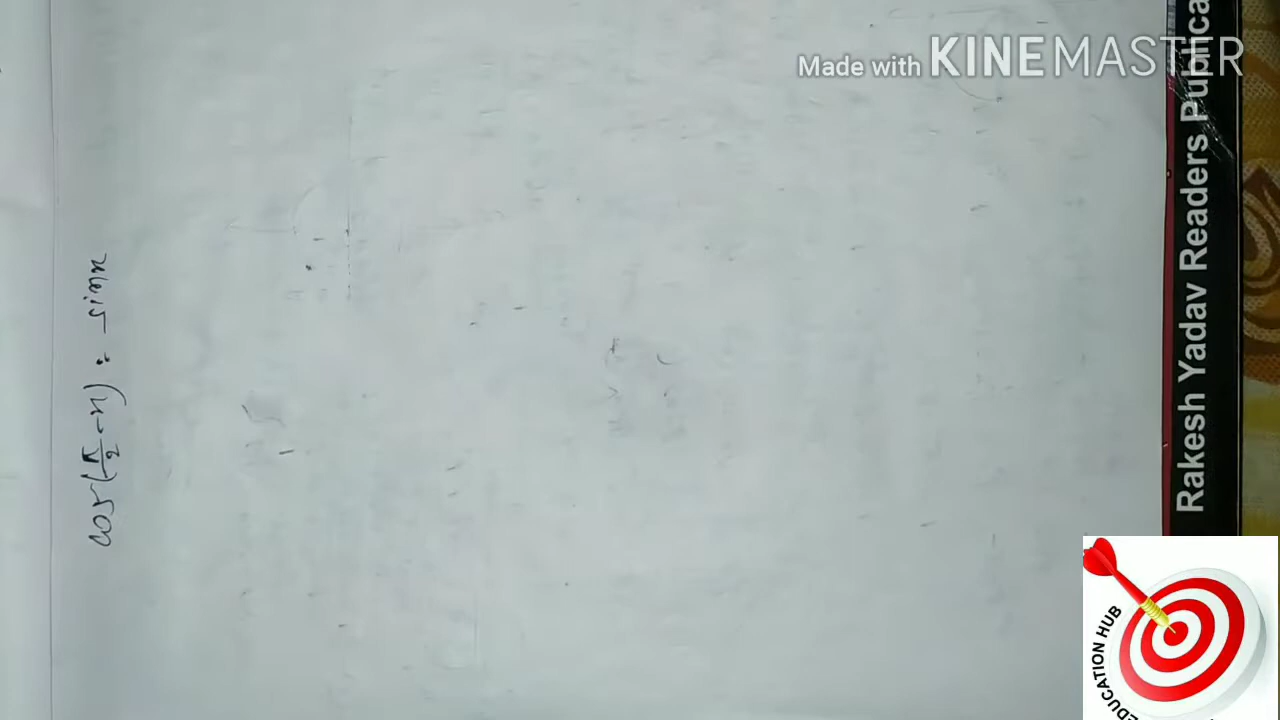 Made with KINEMASTER
cos(π/2-x) = -sinx
Rakesh Yadav Readers Publica
EDUCATION HUB